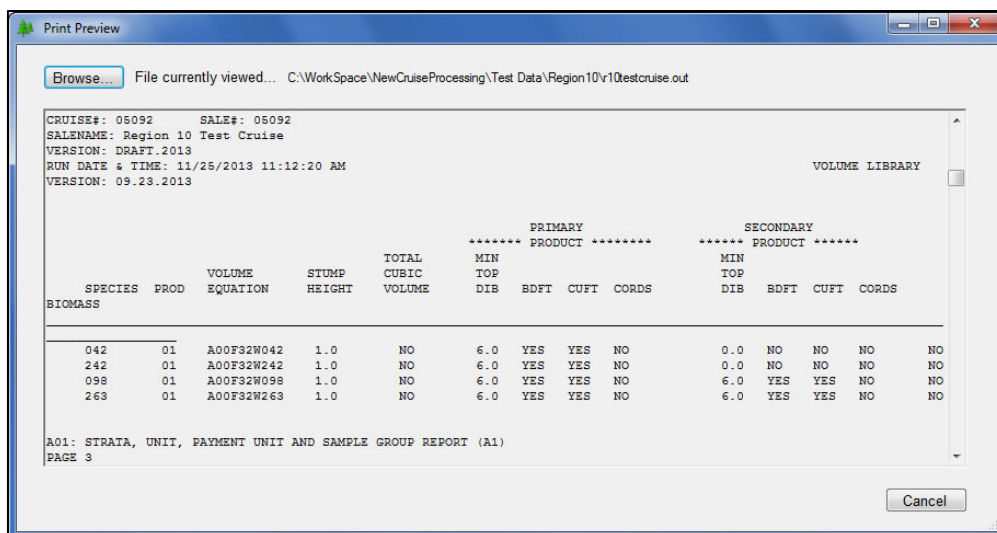 Print Preview
Browse... File currently viewed... C:\WorkSpace\NewCruiseProcessing\Test Data\Region10\r10testcruise.out
CRUISE#: 05092      SALE#: 05092
SALENAME: Region 10 Test Cruise
VERSION: DRAFT.2013
RUN DATE & TIME: 11/25/2013 11:12:20 AM                                                        VOLUME LIBRARY
VERSION: 09.23.2013
PRIMARY                         SECONDARY
******* PRODUCT ********       ****** PRODUCT ******
TOTAL      MIN                             MIN
VOLUME      STUMP      CUBIC      TOP                             TOP
SPECIES   PROD   EQUATION    HEIGHT     VOLUME     DIB   BDFT  CUFT  CORDS             DIB   BDFT  CUFT  CORDS
BIOMASS
042      01    A00F32W042   1.0        NO        6.0   YES   YES   NO               0.0   NO    NO    NO       NO
242      01    A00F32W242   1.0        NO        6.0   YES   YES   NO               0.0   NO    NO    NO       NO
098      01    A00F32W098   1.0        NO        6.0   YES   YES   NO               6.0   YES   YES   NO       NO
263      01    A00F32W263   1.0        NO        6.0   YES   YES   NO               6.0   YES   YES   NO       NO
A01: STRATA, UNIT, PAYMENT UNIT AND SAMPLE GROUP REPORT (A1)
PAGE 3
Cancel